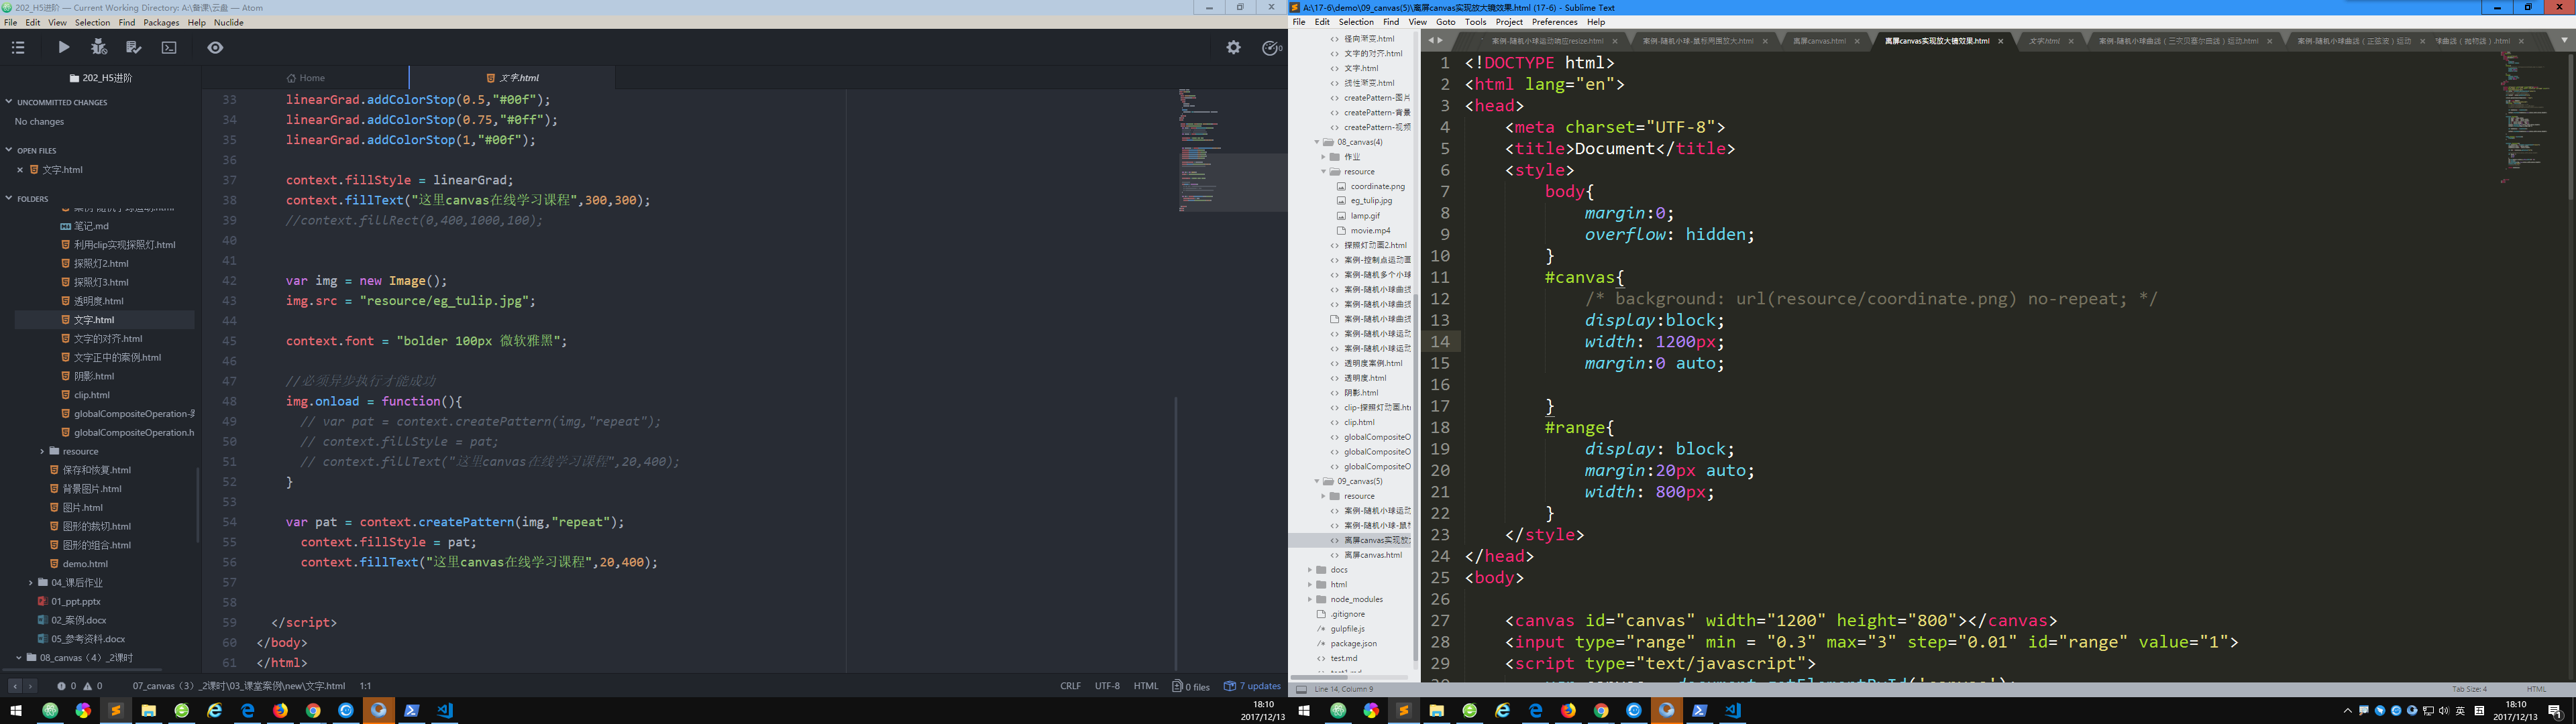 202_H5进阶 — Current Working Directory: A:\备课\云盘 — Atom
File Edit View Selection Find Packages Help Nuclide
202_H5进阶
UNCOMMITTED CHANGES
No changes
OPEN FILES
文字.html
FOLDERS
笔记.md
利用clip实现探照灯.html
探照灯2.html
探照灯3.html
透明度.html
文字.html
文字的对齐.html
文字正中的案例.html
阴影.html
clip.html
globalCompositeOperation-
globalCompositeOperation.h
resource
保存和恢复.html
背景图片.html
图片.html
图形的裁切.html
图形的组合.html
demo.html
04_课后作业
01_ppt.pptx
02_案例.docx
05_参考资料.docx
08_canvas（4）_2课时
Home
文字.html
33 linearGrad.addColorStop(0.5,"#00f");
34 linearGrad.addColorStop(0.75,"#0ff");
35 linearGrad.addColorStop(1,"#00f");
36
37 context.fillStyle = linearGrad;
38 context.fillText("这里canvas在线学习课程",300,300);
39 //context.fillRect(0,400,1000,100);
40
41
42 var img = new Image();
43 img.src = "resource/eg_tulip.jpg";
44
45 context.font = "bolder 100px 微软雅黑";
46
47 //必须异步执行才能成功
48 img.onload = function(){
49 // var pat = context.createPattern(img,"repeat");
50 // context.fillStyle = pat;
51 // context.fillText("这里canvas在线学习课程",20,400);
52 }
53
54 var pat = context.createPattern(img,"repeat");
55 context.fillStyle = pat;
56 context.fillText("这里canvas在线学习课程",20,400);
57
58
59 </script>
60 </body>
61 </html>
0 0 07_canvas（3）_2课时\03_课堂案例\new\文字.html 1:1 CRLF UTF-8 HTML 0 files 7 updates
18:10
2017/12/13
A:\17-6\demo\09_canvas(5)\离屏canvas实现放大镜效果.html (17-6) - Sublime Text
File Edit Selection Find View Goto Tools Project Preferences Help
径向渐变.html
文字的对齐.html
文字.html
线性渐变.html
createPattern-图片
createPattern-背景
createPattern-视频
08_canvas(4)
作业
resource
coordinate.png
eg_tulip.jpg
lamp.gif
movie.mp4
探照灯动画2.html
案例-控制点运动画
案例-随机多个小球
案例-随机小球曲线
案例-随机小球曲线
案例-随机小球曲线
案例-随机小球运动
案例-随机小球运动
透明度案例.html
透明度.html
阴影.html
clip-探照灯动画.htm
clip.html
globalCompositeO
globalCompositeO
globalCompositeO
09_canvas(5)
resource
案例-随机小球运动
案例-随机小球-鼠标
离屏canvas实现放大
离屏canvas.html
docs
html
node_modules
.gitignore
gulpfile.js
package.json
test.md
案例-随机小球运动响应resize.html
案例-随机小球-鼠标周围放大.html
离屏canvas.html
离屏canvas实现放大镜效果.html
文字.html
案例-随机小球曲线（三次贝塞尔曲线）运动.html
案例-随机小球曲线（正弦波）运动
球曲线（抛物线）.html
1 <!DOCTYPE html>
2 <html lang="en">
3 <head>
4 <meta charset="UTF-8">
5 <title>Document</title>
6 <style>
7 body{
8 margin:0;
9 overflow: hidden;
10 }
11 #canvas{
12 /* background: url(resource/coordinate.png) no-repeat; */
13 display:block;
14 width: 1200px;
15 margin:0 auto;
16
17 }
18 #range{
19 display: block;
20 margin:20px auto;
21 width: 800px;
22 }
23 </style>
24 </head>
25 <body>
26
27 <canvas id="canvas" width="1200" height="800"></canvas>
28 <input type="range" min = "0.3" max="3" step="0.01" id="range" value="1">
29 <script type="text/javascript">
30 var canvas = document.getElementById('canvas');
Line 14, Column 9 Tab Size: 4 HTML
英
18:10
2017/12/13